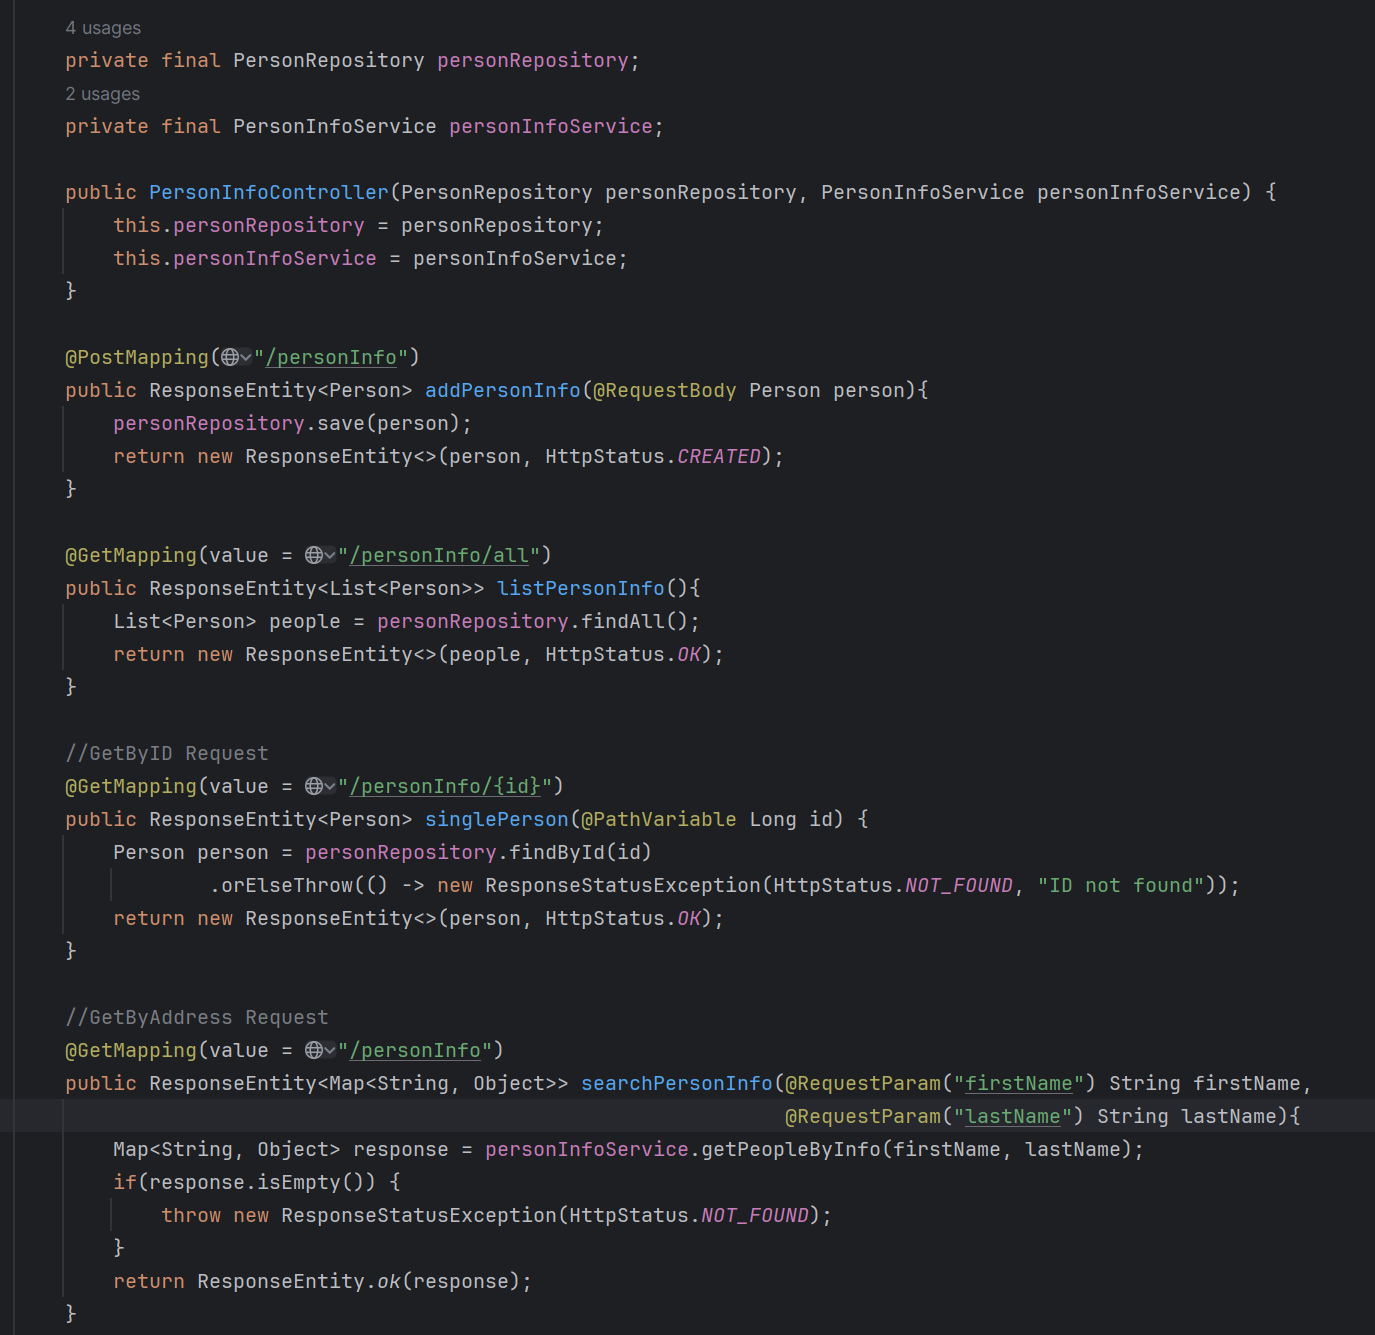 4 usages
private final PersonRepository personRepository;
2 usages
private final PersonInfoService personInfoService;
public PersonInfoController(PersonRepository personRepository, PersonInfoService personInfoService) {
this.personRepository = personRepository;
this.personInfoService = personInfoService;
}
@PostMapping("/personInfo")
public ResponseEntity<Person> addPersonInfo(@RequestBody Person person){
personRepository.save(person);
return new ResponseEntity<>(person, HttpStatus.CREATED);
}
@GetMapping(value = "/personInfo/all")
public ResponseEntity<List<Person>> listPersonInfo(){
List<Person> people = personRepository.findAll();
return new ResponseEntity<>(people, HttpStatus.OK);
}
//GetByID Request
@GetMapping(value = "/personInfo/{id}")
public ResponseEntity<Person> singlePerson(@PathVariable Long id) {
Person person = personRepository.findById(id)
.orElseThrow(() -> new ResponseStatusException(HttpStatus.NOT_FOUND, "ID not found"));
return new ResponseEntity<>(person, HttpStatus.OK);
}
//GetByAddress Request
@GetMapping(value = "/personInfo")
public ResponseEntity<Map<String, Object>> searchPersonInfo(@RequestParam("firstName") String firstName,
@RequestParam("lastName") String lastName){
Map<String, Object> response = personInfoService.getPeopleByInfo(firstName, lastName);
if(response.isEmpty()) {
throw new ResponseStatusException(HttpStatus.NOT_FOUND);
}
return ResponseEntity.ok(response);
}